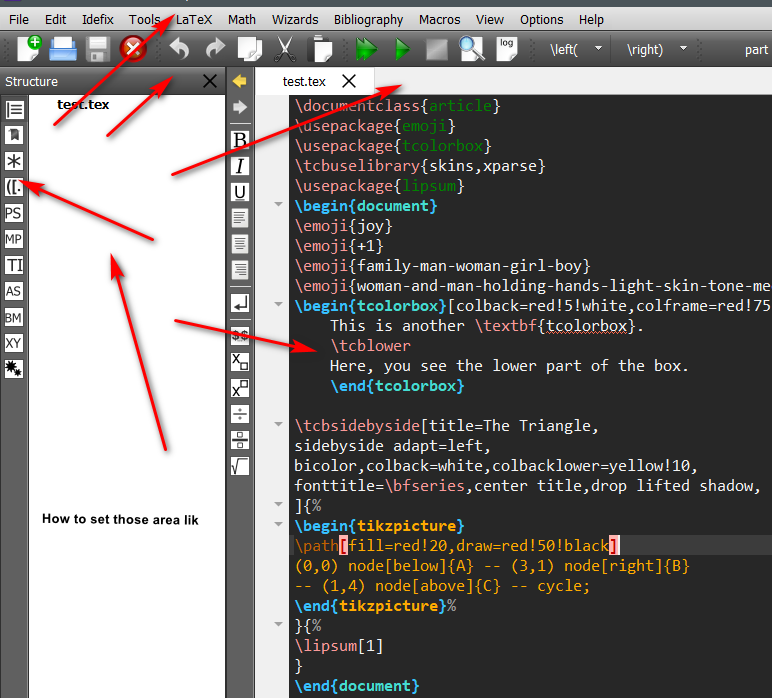 File Edit Idefix Tools LaTeX Math Wizards Bibliography Macros View Options Help
log \left( \right) part
Structure
test.tex
test.tex
([.
PS
MP
TI
AS
BM
XY
B
I
U
$$
\documentclass{article}
\usepackage{emoji}
\usepackage{tcolorbox}
\tcbuselibrary{skins,xparse}
\usepackage{lipsum}
\begin{document}
\emoji{joy}
\emoji{+1}
\emoji{family-man-woman-girl-boy}
\emoji{woman-and-man-holding-hands-light-skin-tone-me
\begin{tcolorbox}[colback=red!5!white,colframe=red!75
This is another \textbf{tcolorbox}.
\tcblower
Here, you see the lower part of the box.
\end{tcolorbox}
\tcbsidebyside[title=The Triangle,
sidebyside adapt=left,
bicolor,colback=white,colbacklower=yellow!10,
fonttitle=\bfseries,center title,drop lifted shadow,
]{%
\begin{tikzpicture}
\path[fill=red!20,draw=red!50!black]
(0,0) node[below]{A} -- (3,1) node[right]{B}
-- (1,4) node[above]{C} -- cycle;
\end{tikzpicture}%
}{%
\lipsum[1]
}
\end{document}
How to set those area lik